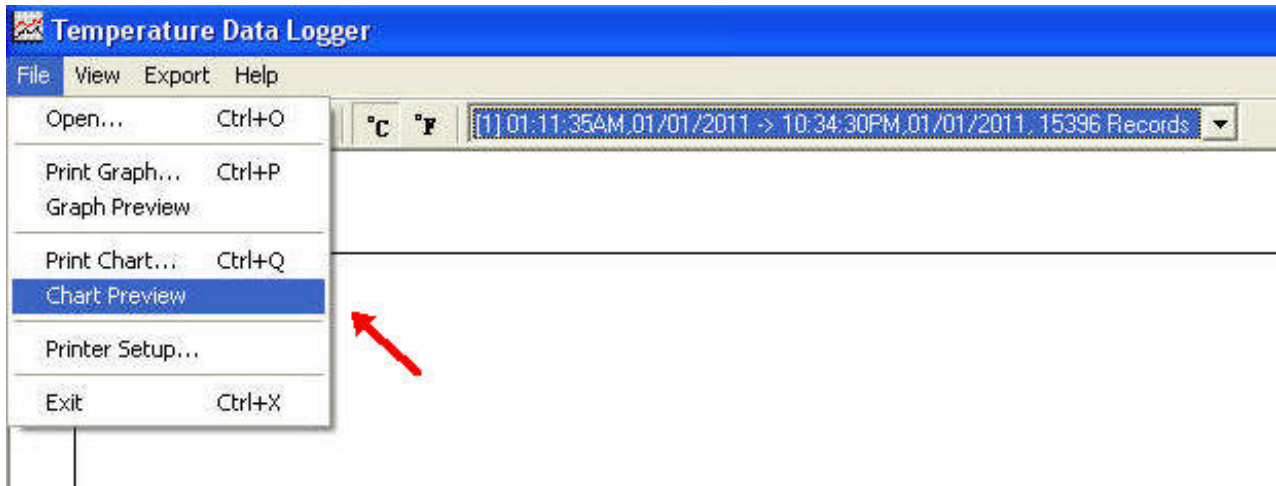 Temperature Data Logger
File View Export Help
Open... Ctrl+O
°C °F [1] 01:11:35AM,01/01/2011 -> 10:34:30PM,01/01/2011, 15396 Records
Print Graph... Ctrl+P
Graph Preview
Print Chart... Ctrl+Q
Chart Preview
Printer Setup...
Exit Ctrl+X